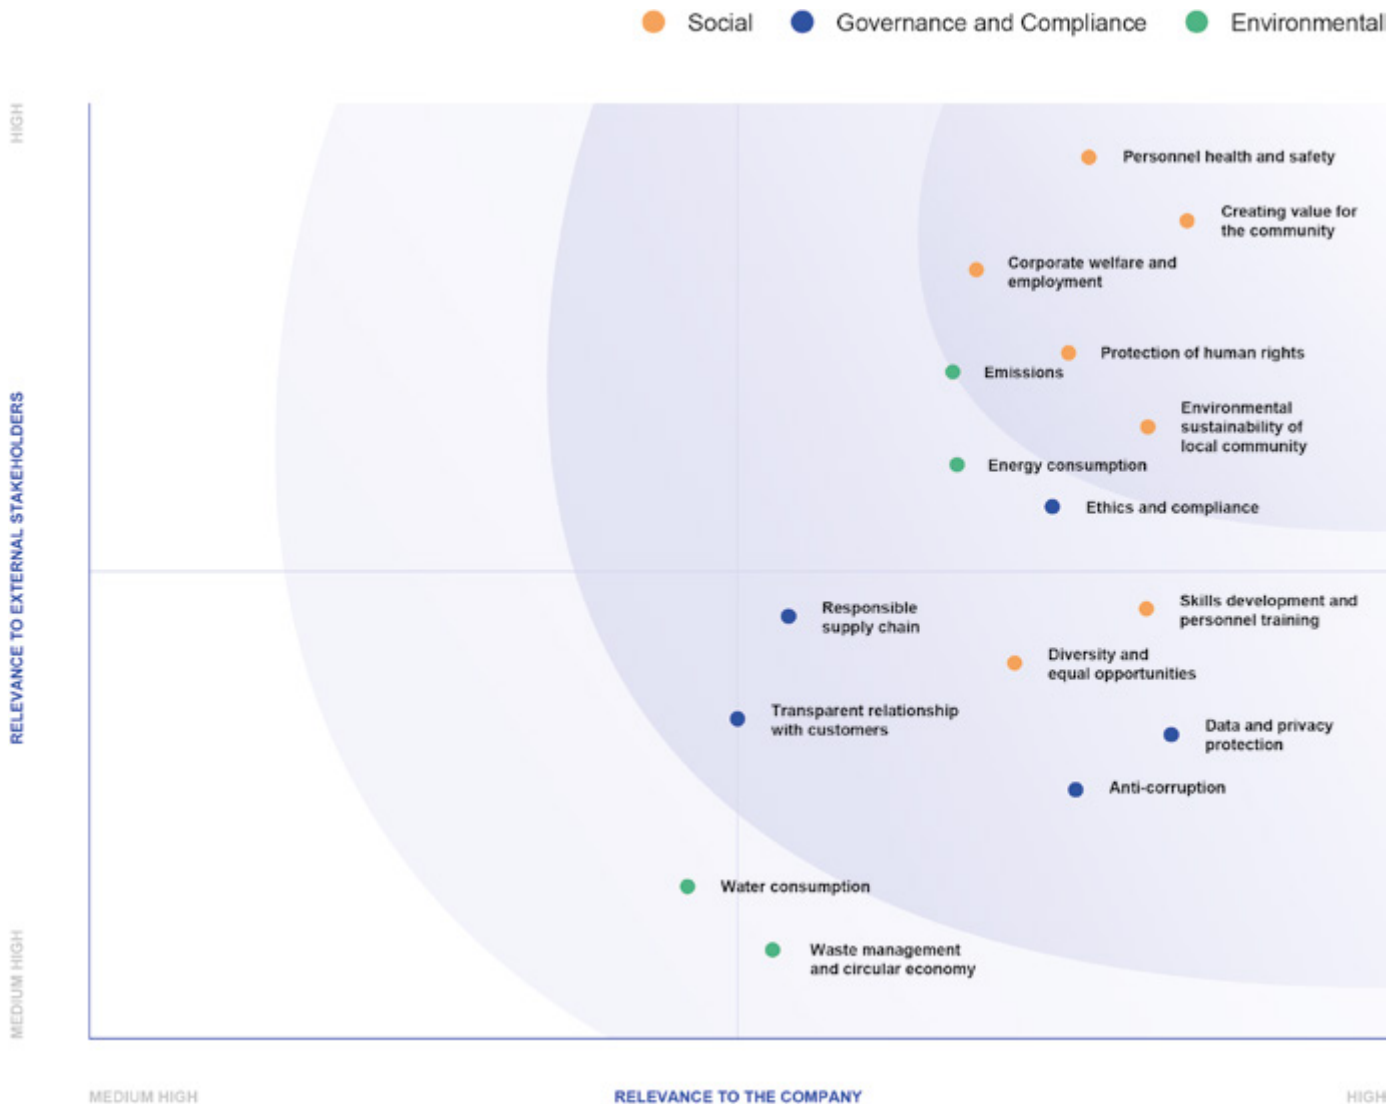 Social
Governance and Compliance
Environmental
HIGH
Personnel health and safety
Creating value for
the community
Corporate welfare and
employment
Protection of human rights
Emissions
Environmental
sustainability of
local community
Energy consumption
Ethics and compliance
RELEVANCE TO EXTERNAL STAKEHOLDERS
Responsible
supply chain
Skills development and
personnel training
Diversity and
equal opportunities
Transparent relationship
with customers
Data and privacy
protection
Anti-corruption
Water consumption
Waste management
and circular economy
MEDIUM HIGH
MEDIUM HIGH
RELEVANCE TO THE COMPANY
HIGH